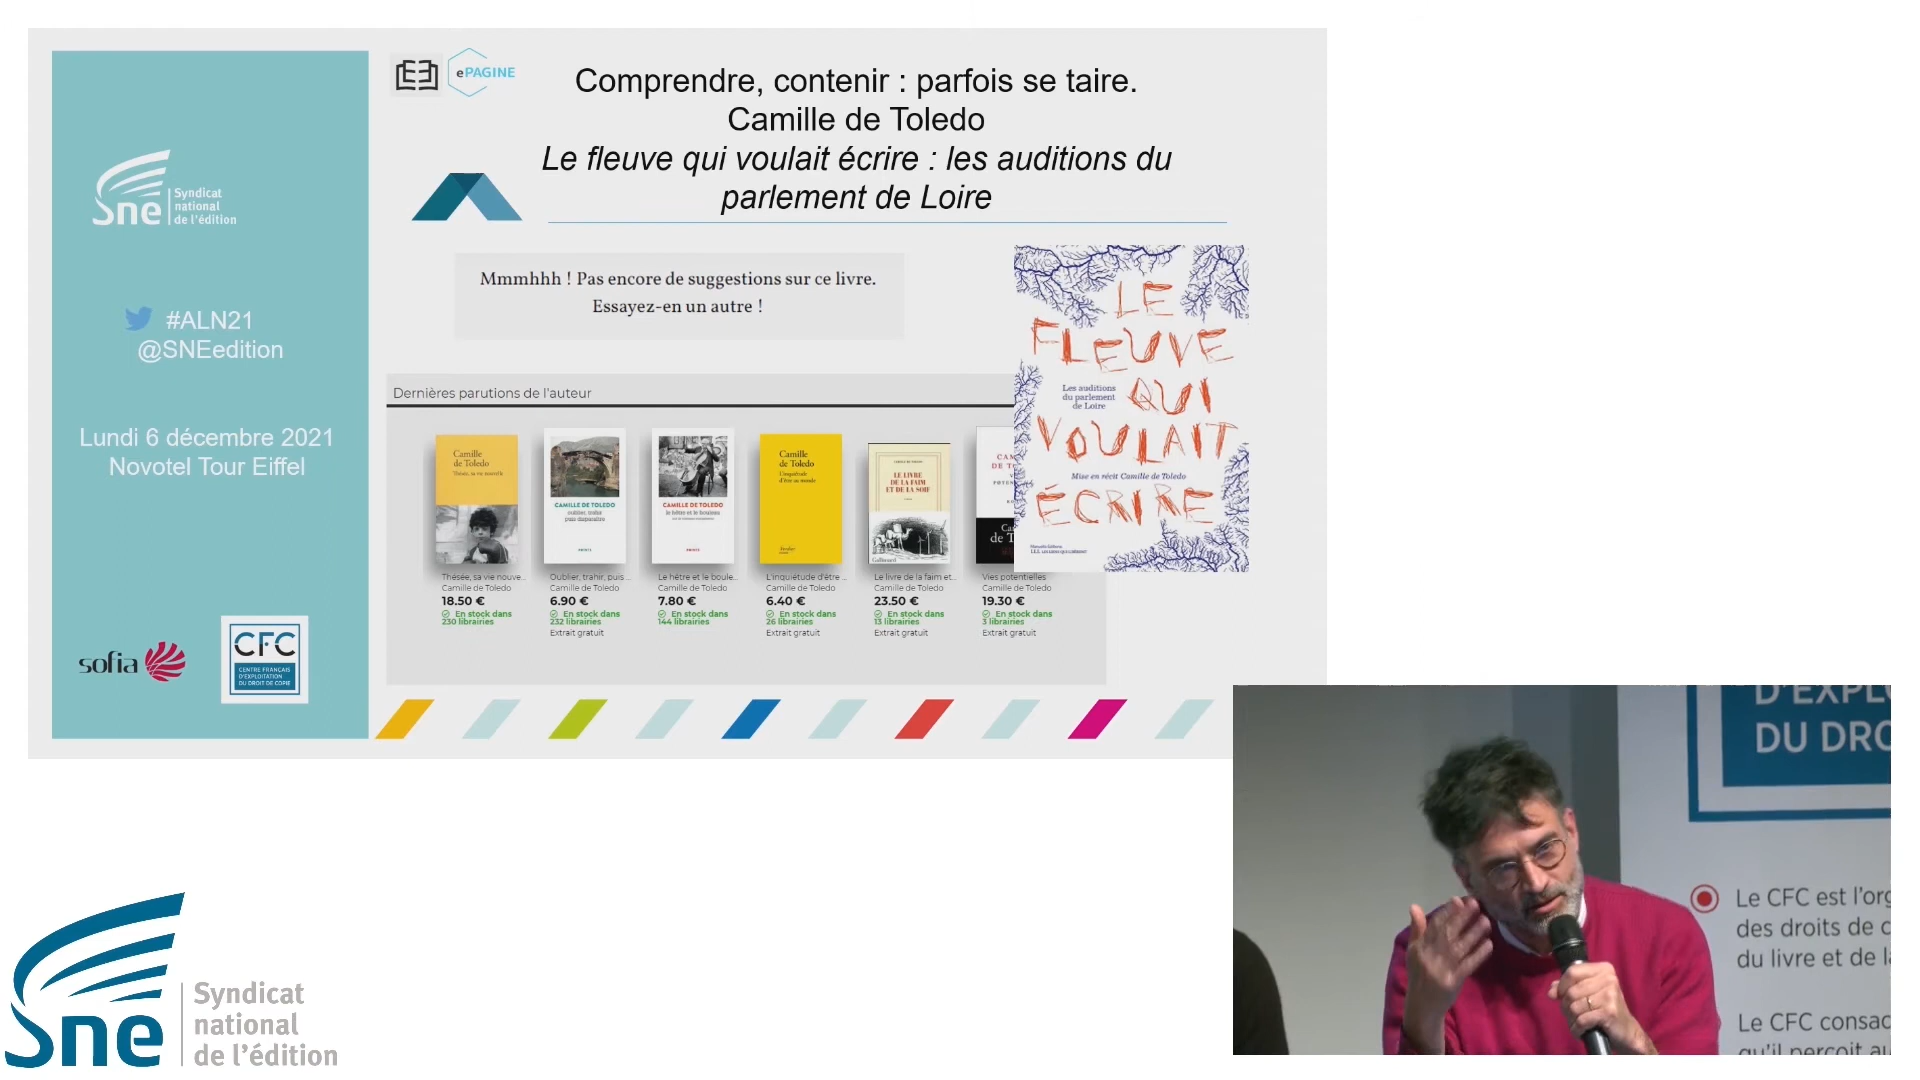 ePAGINE
Comprendre, contenir : parfois se taire.
Camille de Toledo
Le fleuve qui voulait écrire : les auditions du
parlement de Loire
Sne
Syndicat
national
de l'édition
#ALN21
@SNEedition
Lundi 6 décembre 2021
Novotel Tour Eiffel
sofia
CFC
CENTRE FRANÇAIS
D'EXPLOITATION
DU DROIT DE COPIE
Mmmhhh ! Pas encore de suggestions sur ce livre.
Essayez-en un autre !
Dernières parutions de l'auteur
Camille
de Toledo
Thésée, sa vie nouvelle
CAMILLE DE TOLEDO
oublier, trahir
puis disparaître
POINTS
CAMILLE DE TOLEDO
le hêtre et le bouleau
POINTS
Camille
de Toledo
L'inquiétude
d'être au monde
CAMILLE DE TOLEDO
LE LIVRE
DE LA FAIM
ET DE LA SOIF
Gallimard
Thésée, sa vie nouve...
Camille de Toledo
18.50 €
En stock dans
230 librairies
Oublier, trahir, puis ...
Camille de Toledo
6.90 €
En stock dans
232 librairies
Extrait gratuit
Le hêtre et le boule...
Camille de Toledo
7.80 €
En stock dans
144 librairies
L'inquiétude d'être ...
Camille de Toledo
6.40 €
En stock dans
26 librairies
Extrait gratuit
Le livre de la faim et...
Camille de Toledo
23.50 €
En stock dans
13 librairies
Extrait gratuit
Vies potentielles
Camille de Toledo
19.30 €
En stock dans
3 librairies
Extrait gratuit
LE
FLEUVE
QUI
Les auditions
du parlement
de Loire
VOULAIT
Mise en récit Camille de Toledo
ÉCRIRE
D'EXPLO
DU DRO
Le CFC est l'org
des droits de c
du livre et de la
Le CFC consac
qu'il perçoit au
Sne
Syndicat
national
de l'édition